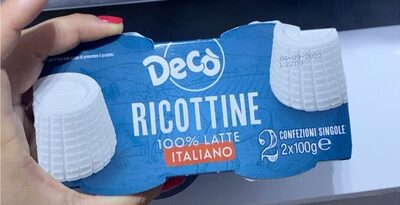 Decò
RICOTTINE
100% LATTE
ITALIANO
2 CONFEZIONI SINGOLE
2x100g e